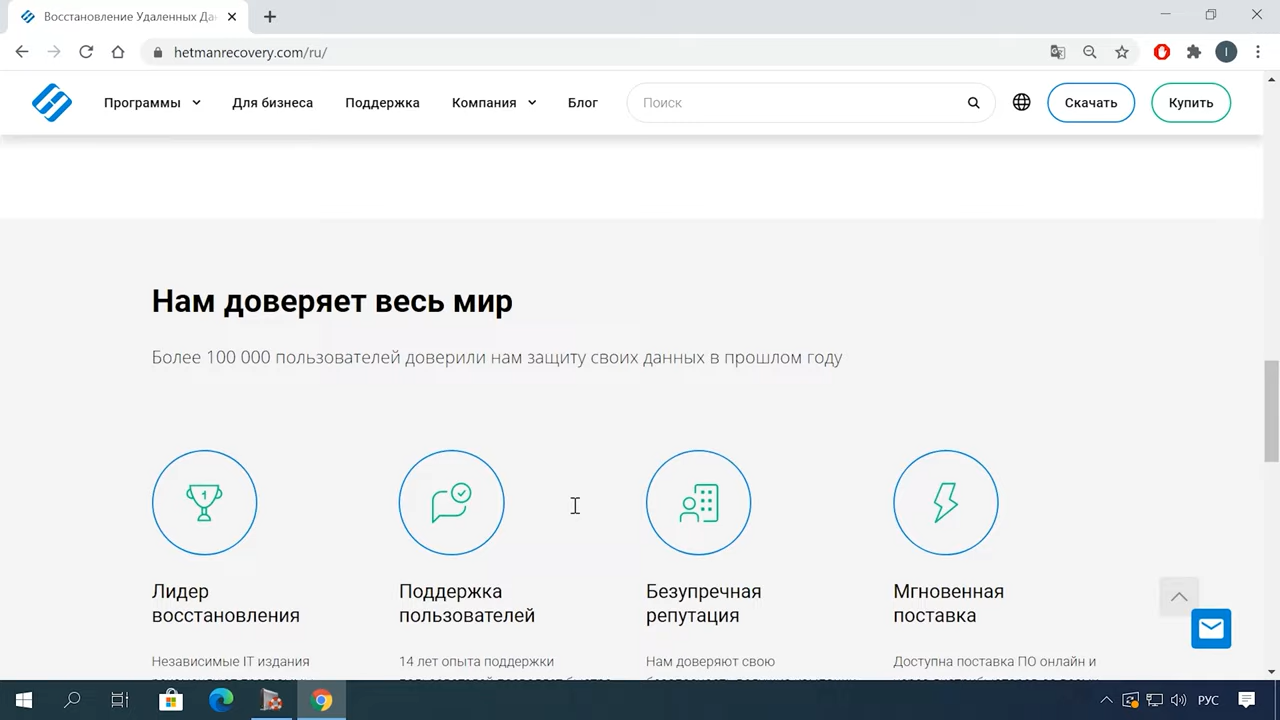 Восстановление Удаленных Да
hetmanrecovery.com/ru/
I
Программы
Для бизнеса
Поддержка
Компания
Блог
Поиск
Скачать
Купить
Нам доверяет весь мир
Более 100 000 пользователей доверили нам защиту своих данных в прошлом году
1
Лидер
восстановления
Поддержка
пользователей
Безупречная
репутация
Мгновенная
поставка
Независимые IT издания
14 лет опыта поддержки
Нам доверяют свою
Доступна поставка ПО онлайн и
РУС